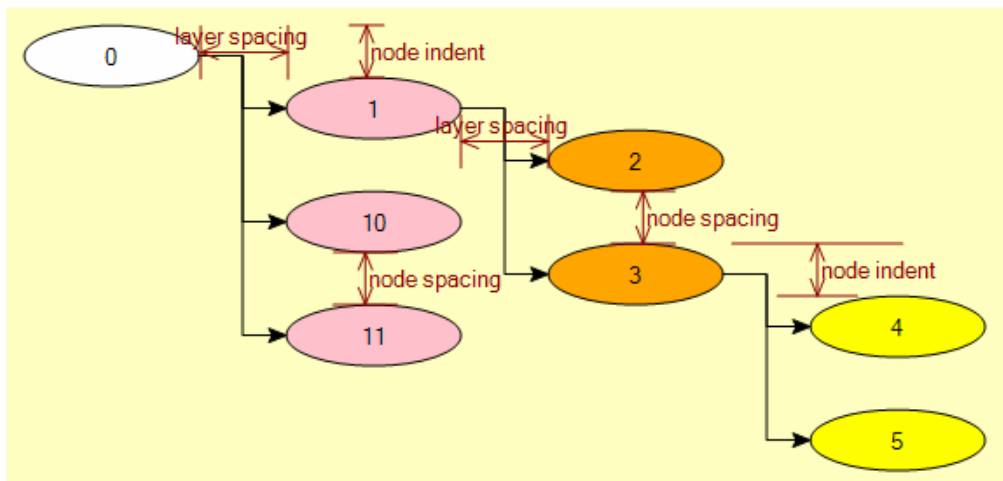 layer spacing
0
node indent
1
layer spacing
2
10
node spacing
node spacing
3
node indent
11
4
5